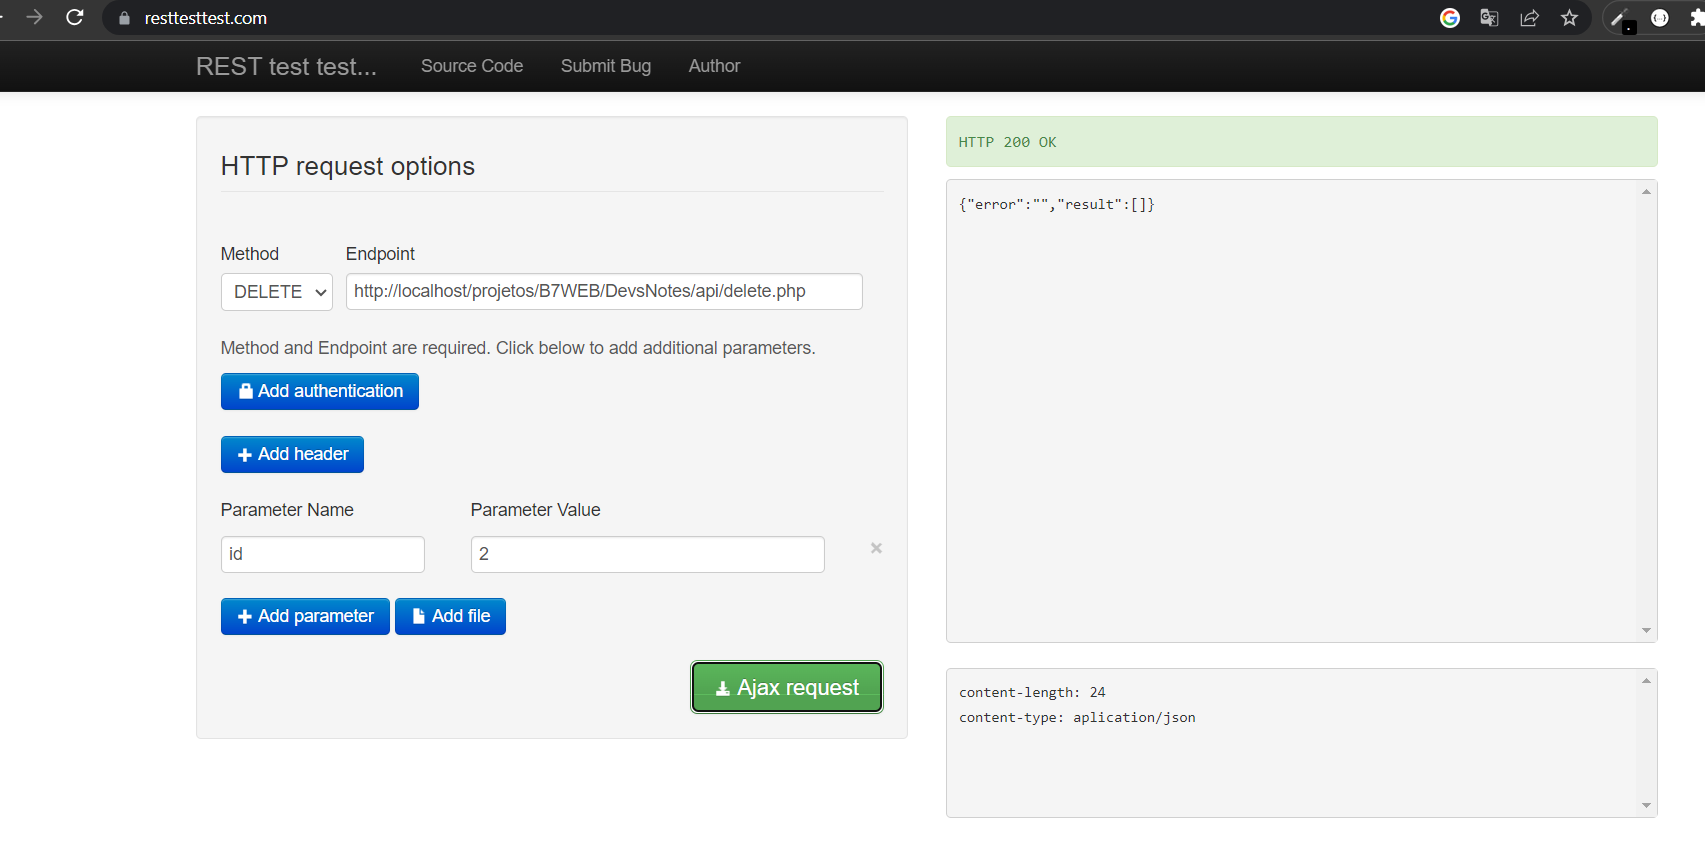 resttesttest.com
REST test test... Source Code Submit Bug Author
HTTP request options
Method Endpoint
DELETE http://localhost/projetos/B7WEB/DevsNotes/api/delete.php
Method and Endpoint are required. Click below to add additional parameters.
Add authentication
Add header
Parameter Name Parameter Value
id 2
Add parameter Add file
Ajax request
HTTP 200 OK
{"error":"","result":[]}
content-length: 24
content-type: aplication/json